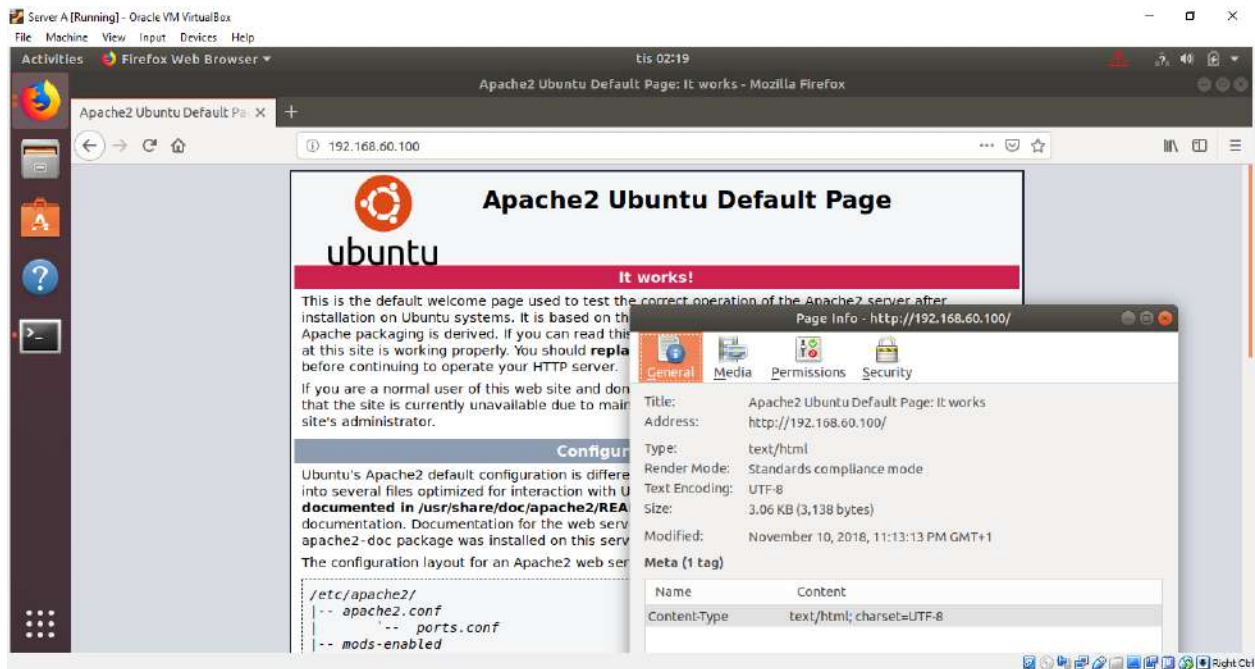 Server A [Running] - Oracle VM VirtualBox
File Machine View Input Devices Help
Activities Firefox Web Browser tis 02:19
Apache2 Ubuntu Default Page: It works - Mozilla Firefox
Apache2 Ubuntu Default Pa
192.168.60.100
Apache2 Ubuntu Default Page
ubuntu
It works!
This is the default welcome page used to test the correct operation of the Apache2 server after
installation on Ubuntu systems. It is based on th
Apache packaging is derived. If you can read this
at this site is working properly. You should repla
before continuing to operate your HTTP server.
If you are a normal user of this web site and don
that the site is currently unavailable due to main
site's administrator.
Configur
Ubuntu's Apache2 default configuration is differe
into several files optimized for interaction with U
documented in /usr/share/doc/apache2/REA
documentation. Documentation for the web serv
apache2-doc package was installed on this serv
The configuration layout for an Apache2 web ser
/etc/apache2/
|-- apache2.conf
| `-- ports.conf
|-- mods-enabled
Page Info - http://192.168.60.100/
General Media Permissions Security
Title: Apache2 Ubuntu Default Page: It works
Address: http://192.168.60.100/
Type: text/html
Render Mode: Standards compliance mode
Text Encoding: UTF-8
Size: 3.06 KB (3,138 bytes)
Modified: November 10, 2018, 11:13:13 PM GMT+1
Meta (1 tag)
Name Content
Content-Type text/html; charset=UTF-8
Right Ctrl